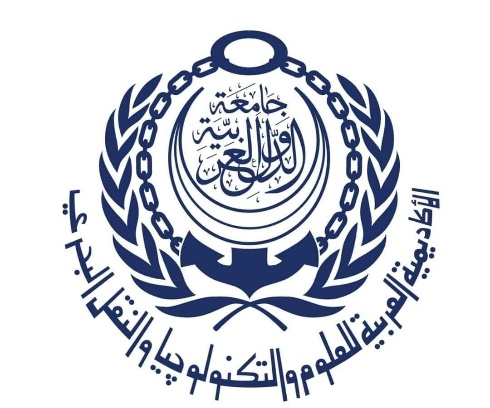 جامعة
الدول العربية
الأكاديمية العربية للعلوم والتكنولوجيا والنقل البحري